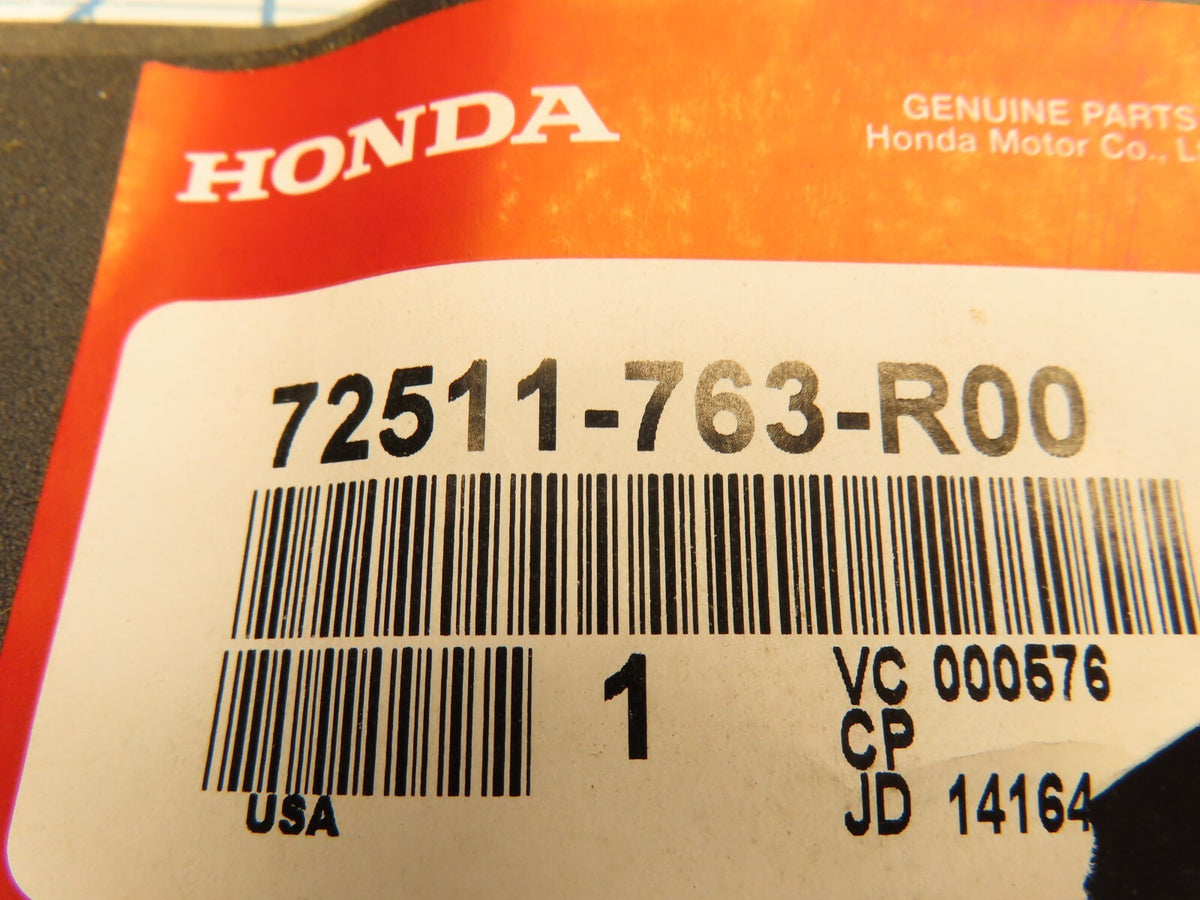 HONDA
GENUINE PARTS
Honda Motor Co.,
72511-763-R00
1
VC 000576
CP
JD 14164
USA